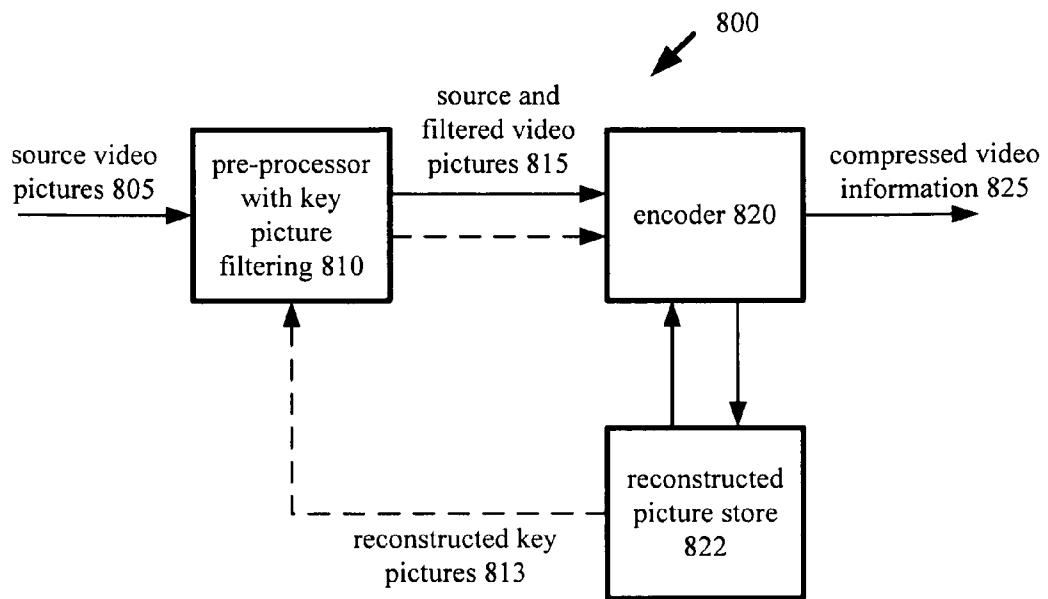 800
source video
pictures 805
pre-processor
with key
picture
filtering 810
source and
filtered video
pictures 815
encoder 820
compressed video
information 825
reconstructed key
pictures 813
reconstructed
picture store
822